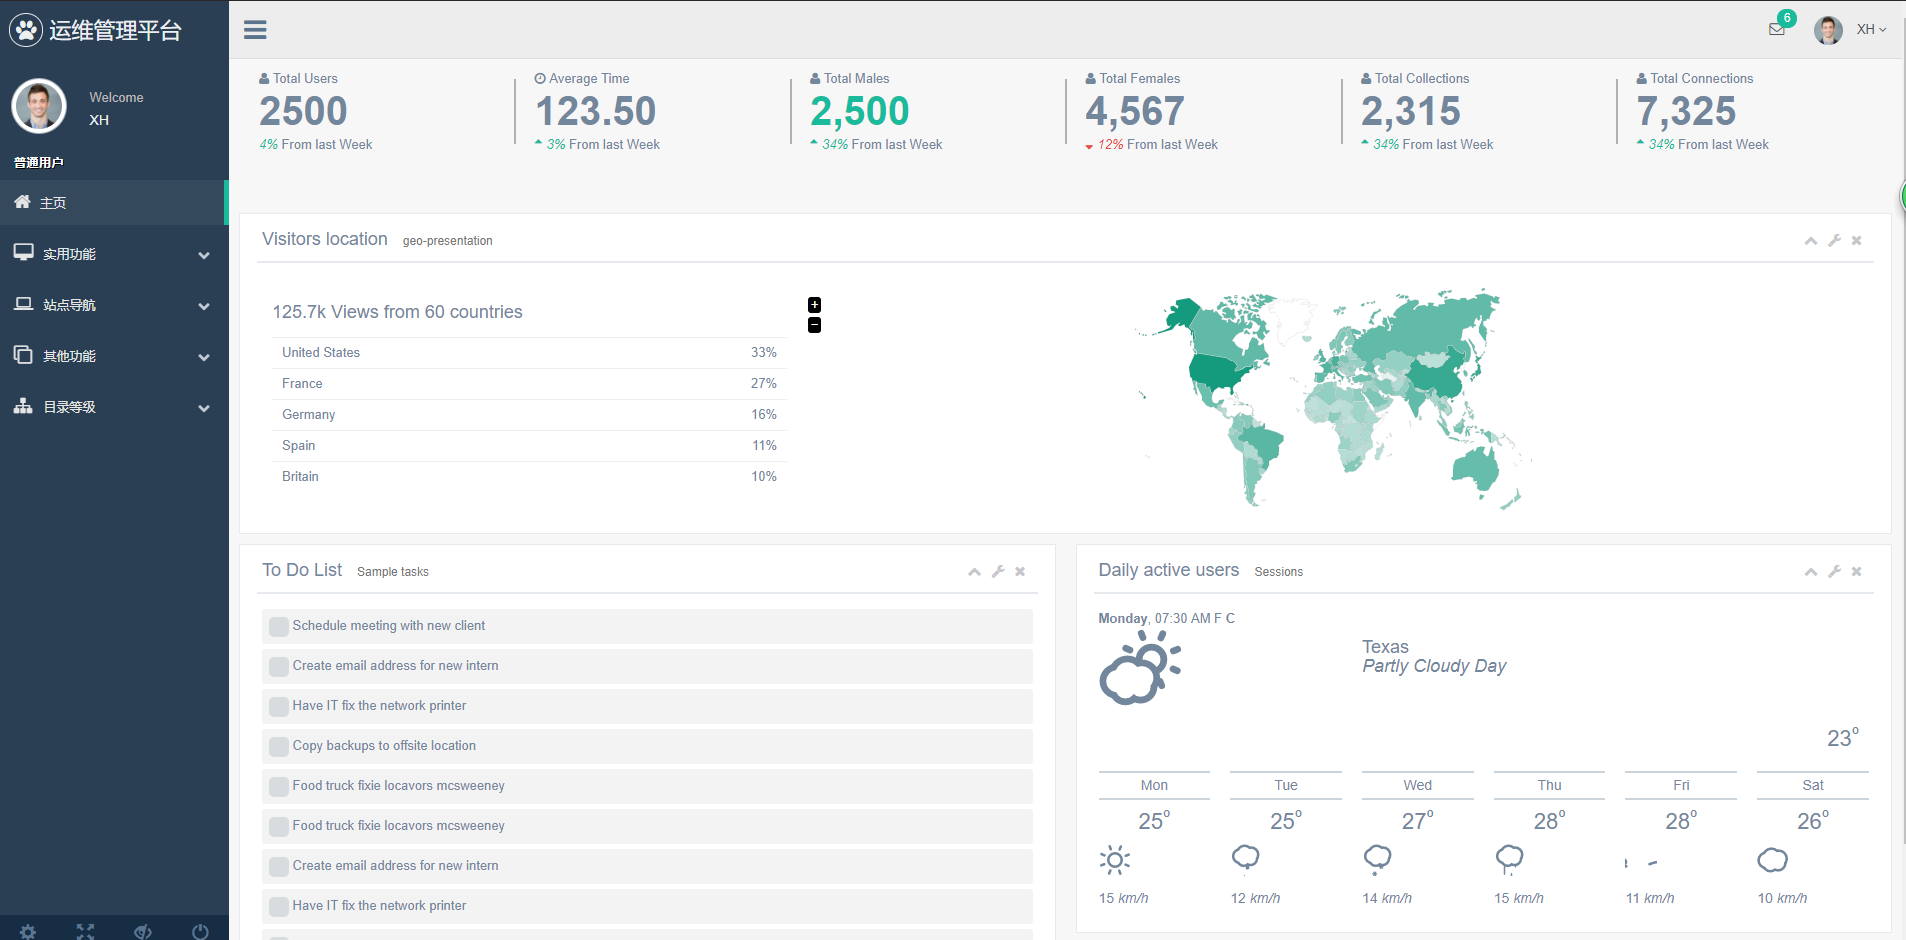 运维管理平台
Welcome
XH
普通用户
主页
实用功能
站点导航
其他功能
目录等级
6
XH
Total Users
2500
4% From last Week
Average Time
123.50
3% From last Week
Total Males
2,500
34% From last Week
Total Females
4,567
12% From last Week
Total Collections
2,315
34% From last Week
Total Connections
7,325
34% From last Week
Visitors location geo-presentation
125.7k Views from 60 countries
United States 33%
France 27%
Germany 16%
Spain 11%
Britain 10%
+
−
To Do List Sample tasks
Schedule meeting with new client
Create email address for new intern
Have IT fix the network printer
Copy backups to offsite location
Food truck fixie locavors mcsweeney
Food truck fixie locavors mcsweeney
Create email address for new intern
Have IT fix the network printer
Daily active users Sessions
Monday, 07:30 AM F C
Texas
Partly Cloudy Day
23°
Mon Tue Wed Thu Fri Sat
25° 25° 27° 28° 28° 26°
15 km/h 12 km/h 14 km/h 15 km/h 11 km/h 10 km/h